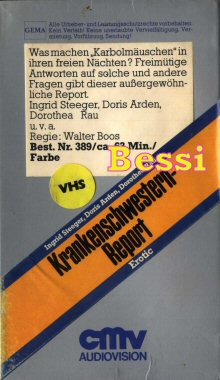 GEMA
Alle Urheber- und Leistungsschutzrechte vorbehalten.
Kein Verleih! Keine unerlaubte Vervielfältigung, Ver-
mietung, Vorführung, Sendung!
Was machen „Karbolmäuschen" in
ihren freien Nächten? Freimütige
Antworten auf solche und andere
Fragen gibt dieser außergewöhn-
liche Report.
Ingrid Steeger, Doris Arden,
Dorothea Rau
u. v. a.
Regie: Walter Boos
Best. Nr. 389/ca. Min./
Farbe
Bessi
VHS
Ingrid Steeger, Doris Arden, Dorothea
Krankenschwestern-
Report
Erotic
cmv
AUDIOVISION